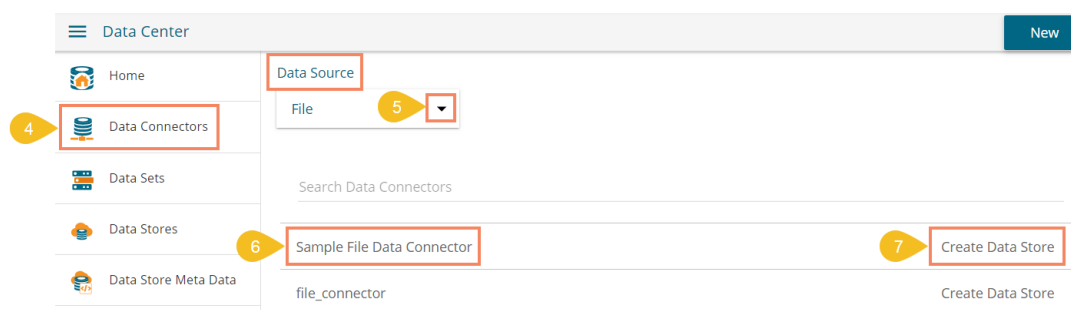 Data Center
New
Home
Data Source
File
5
4
Data Connectors
Data Sets
Search Data Connectors
Data Stores
6
Sample File Data Connector
7
Create Data Store
Data Store Meta Data
file_connector
Create Data Store